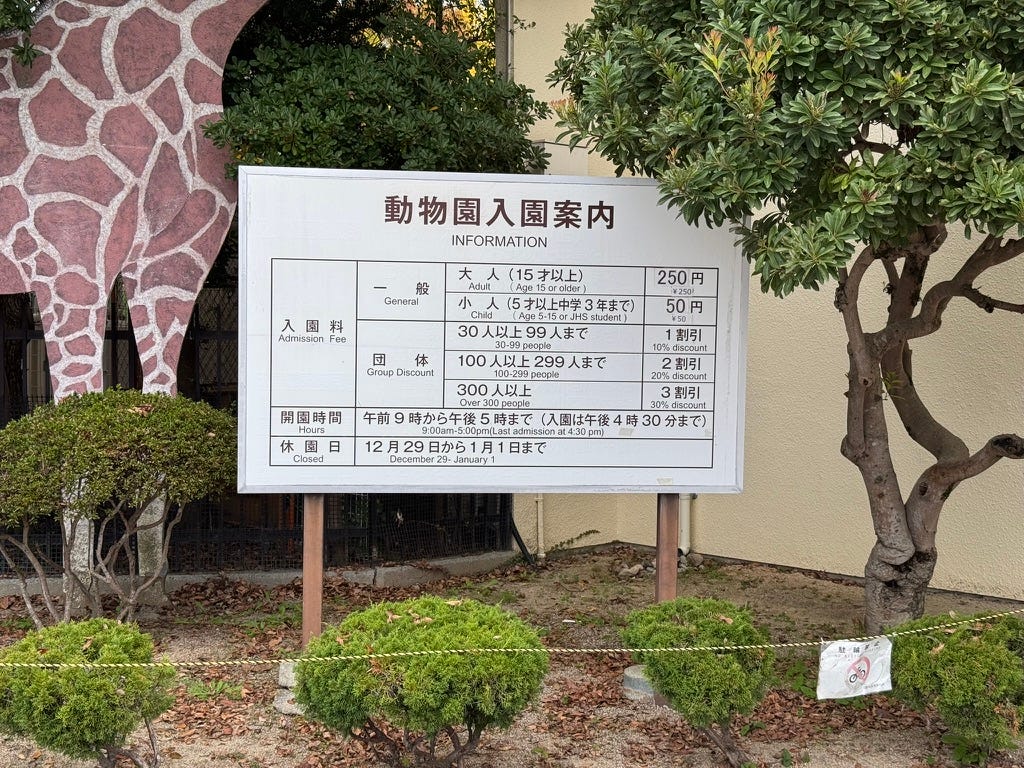 動物園入園案内
INFORMATION
入園料
Admission Fee
一般
General
大人（15才以上）
Adult （Age 15 or older）
250円
¥250
小人（5才以上中学3年まで）
Child （Age 5-15 or JHS student）
50円
¥50
団体
Group Discount
30人以上99人まで
30-99 people
1割引
10% discount
100人以上299人まで
100-299 people
2割引
20% discount
300人以上
Over 300 people
3割引
30% discount
開園時間
Hours
午前9時から午後5時まで（入園は午後4時30分まで）
9:00am-5:00pm(Last admission at 4:30 pm)
休園日
Closed
12月29日から1月1日まで
December 29- January 1